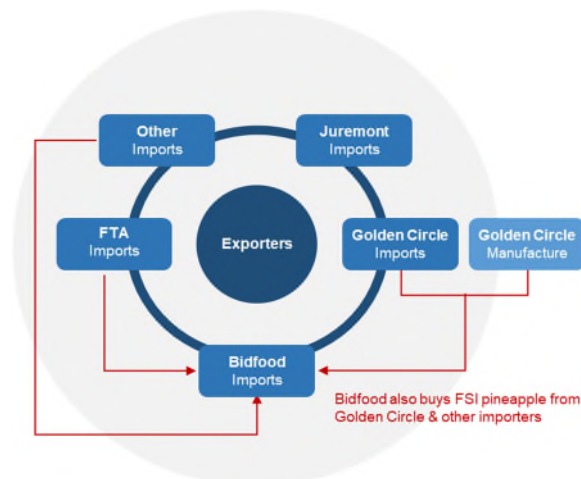 Other
Imports
Juremont
Imports
FTA
Imports
Exporters
Golden Circle
Imports
Golden Circle
Manufacture
Bidfood
Imports
Bidfood also buys FSI pineapple from
Golden Circle & other importers